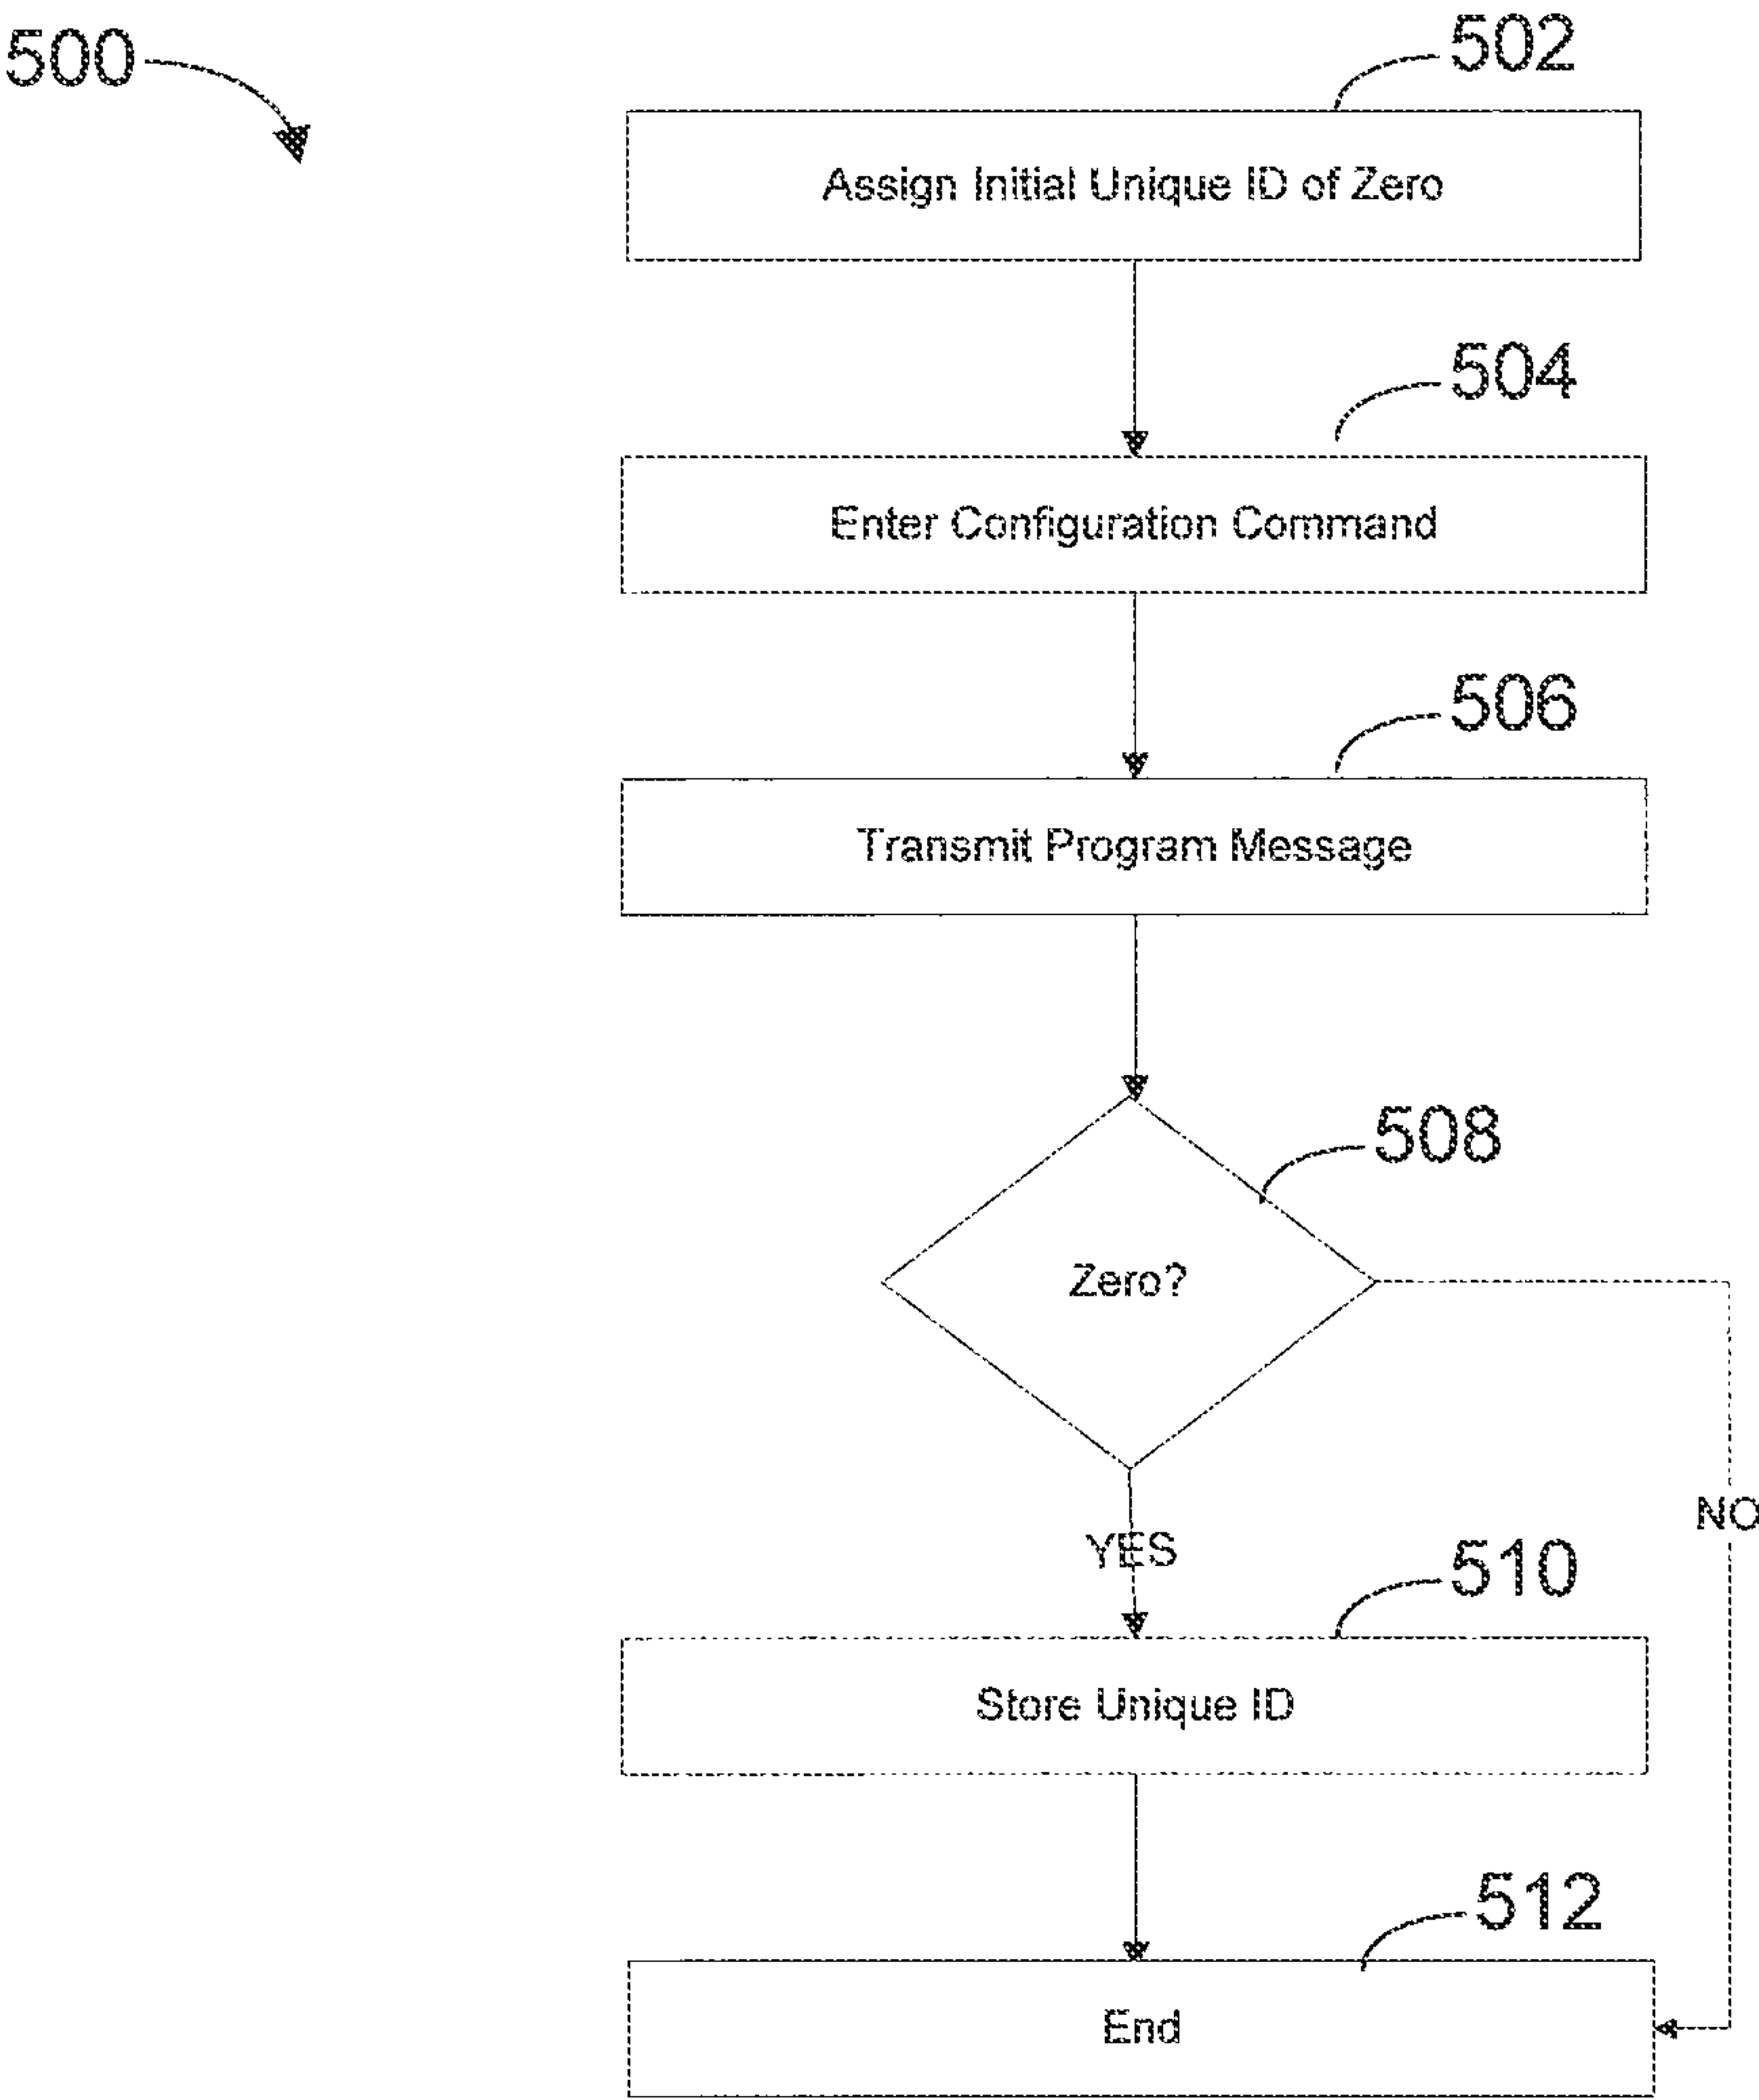 500
502
Assign Initial Unique ID of Zero
504
Enter Configuration Command
506
Transmit Program Message
508
Zero?
NO
YES
510
Store Unique ID
512
End